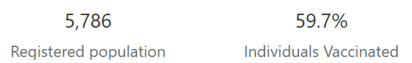 5,786 59.7%
Registered population Individuals Vaccinated